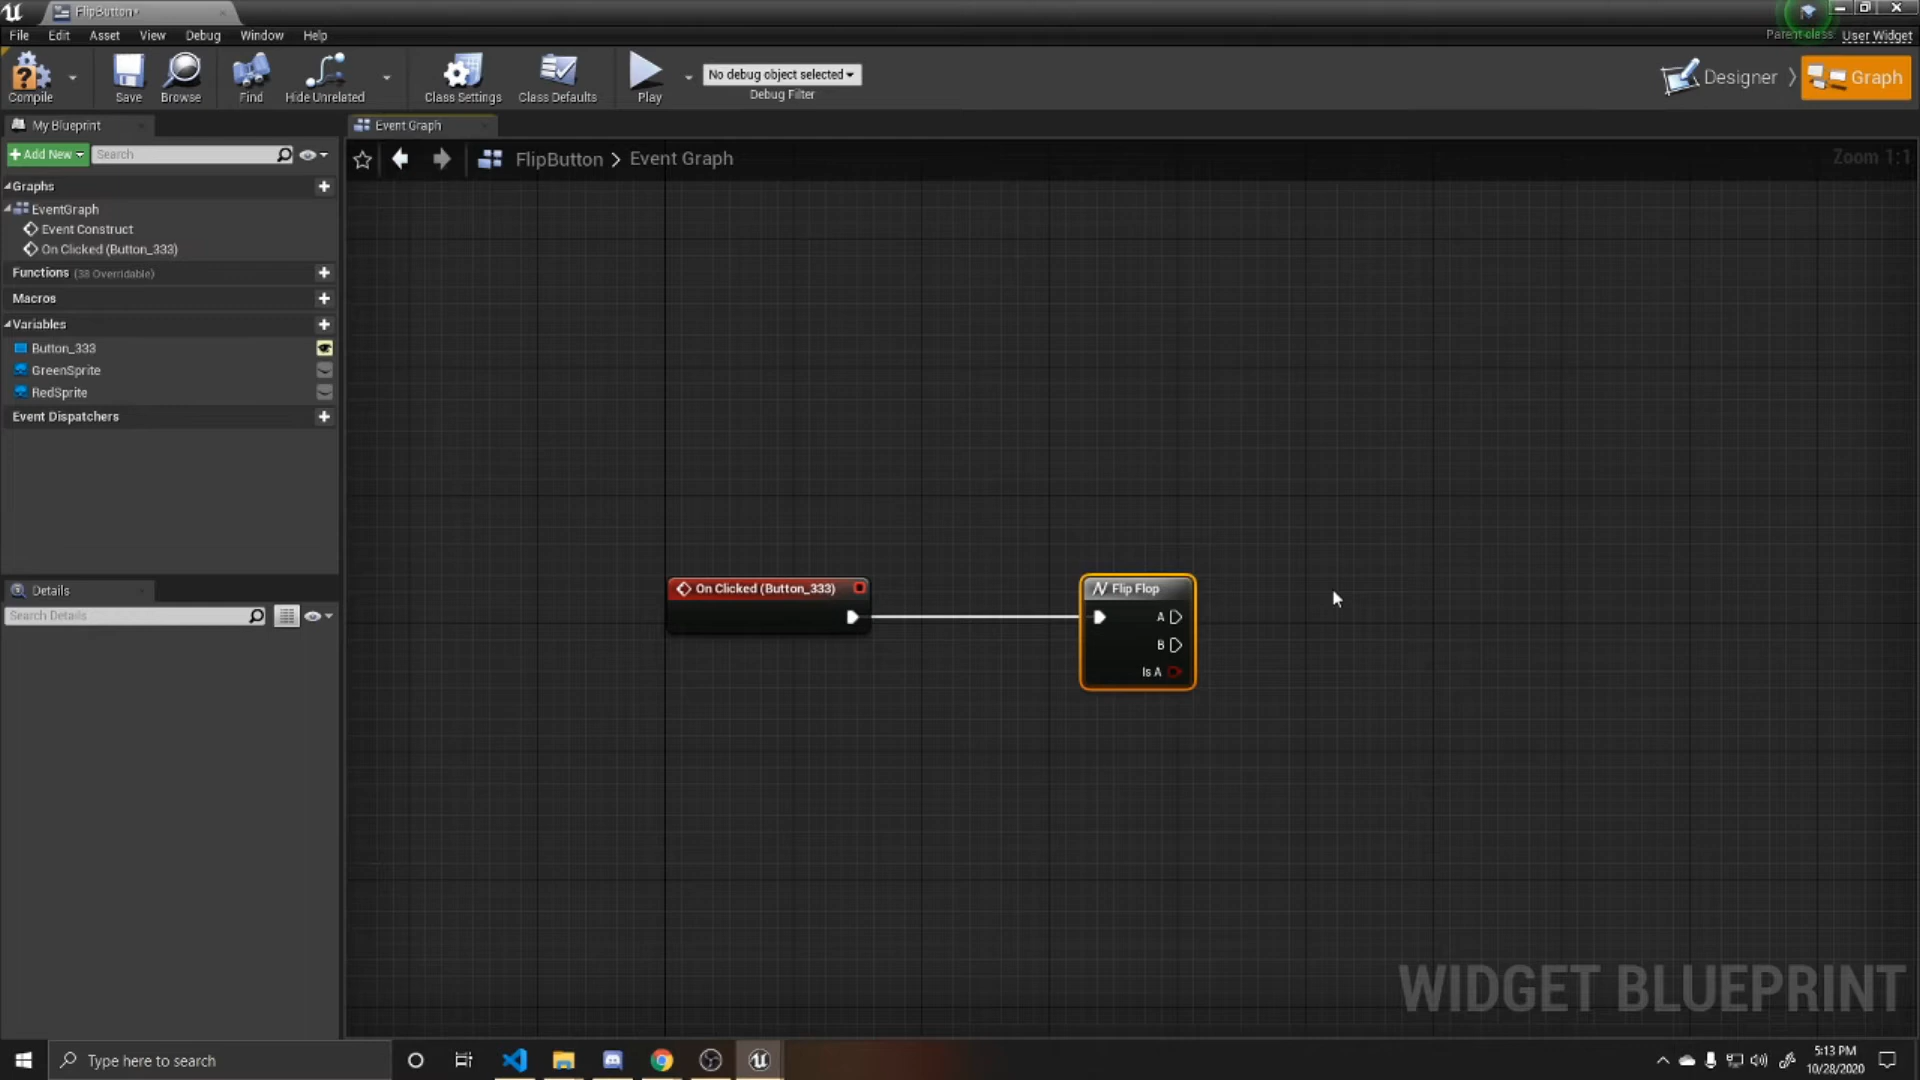 FlipButton*
File Edit Asset View Debug Window Help
Parent class: User Widget
Compile Save Browse Find Hide Unrelated Class Settings Class Defaults Play
No debug object selected
Debug Filter
Designer Graph
My Blueprint
Event Graph
+ Add New Search
FlipButton > Event Graph
Zoom 1:1
Graphs
EventGraph
Event Construct
On Clicked (Button_333)
Functions (38 Overridable)
Macros
Variables
Button_333
GreenSprite
RedSprite
Event Dispatchers
Details
Search Details
On Clicked (Button_333)
Flip Flop
A
B
Is A
WIDGET BLUEPRINT
Type here to search
5:13 PM
10/28/2020